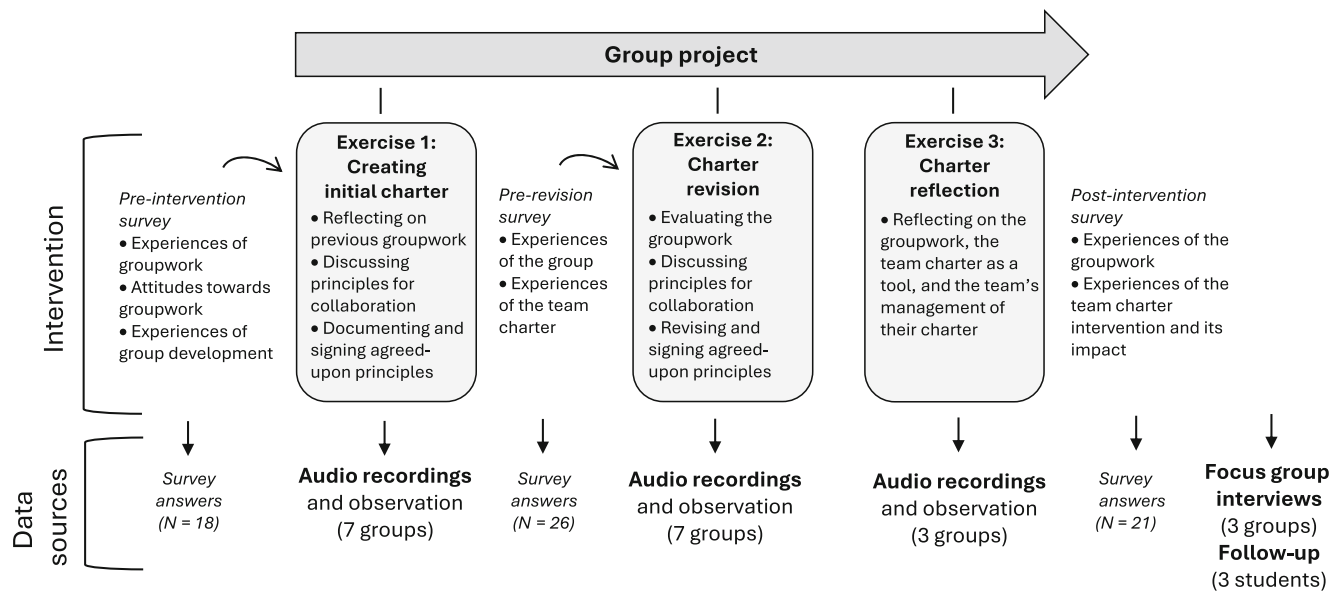 Group project
Intervention
Pre-intervention
survey
• Experiences of
groupwork
• Attitudes towards
groupwork
• Experiences of
group development
Exercise 1:
Creating
initial charter
• Reflecting on
previous groupwork
• Discussing
principles for
collaboration
• Documenting and
signing agreed-
upon principles
Pre-revision
survey
• Experiences
of the group
• Experiences
of the team
charter
Exercise 2:
Charter
revision
• Evaluating the
groupwork
• Discussing
principles for
collaboration
• Revising and
signing agreed-
upon principles
Exercise 3:
Charter
reflection
• Reflecting on the
groupwork, the
team charter as a
tool, and the team's
management of
their charter
Post-intervention
survey
• Experiences of the
groupwork
• Experiences of the
team charter
intervention and its
impact
Data
sources
Survey
answers
(N = 18)
Audio recordings
and observation
(7 groups)
Survey
answers
(N = 26)
Audio recordings
and observation
(7 groups)
Audio recordings
and observation
(3 groups)
Survey
answers
(N = 21)
Focus group
interviews
(3 groups)
Follow-up
(3 students)